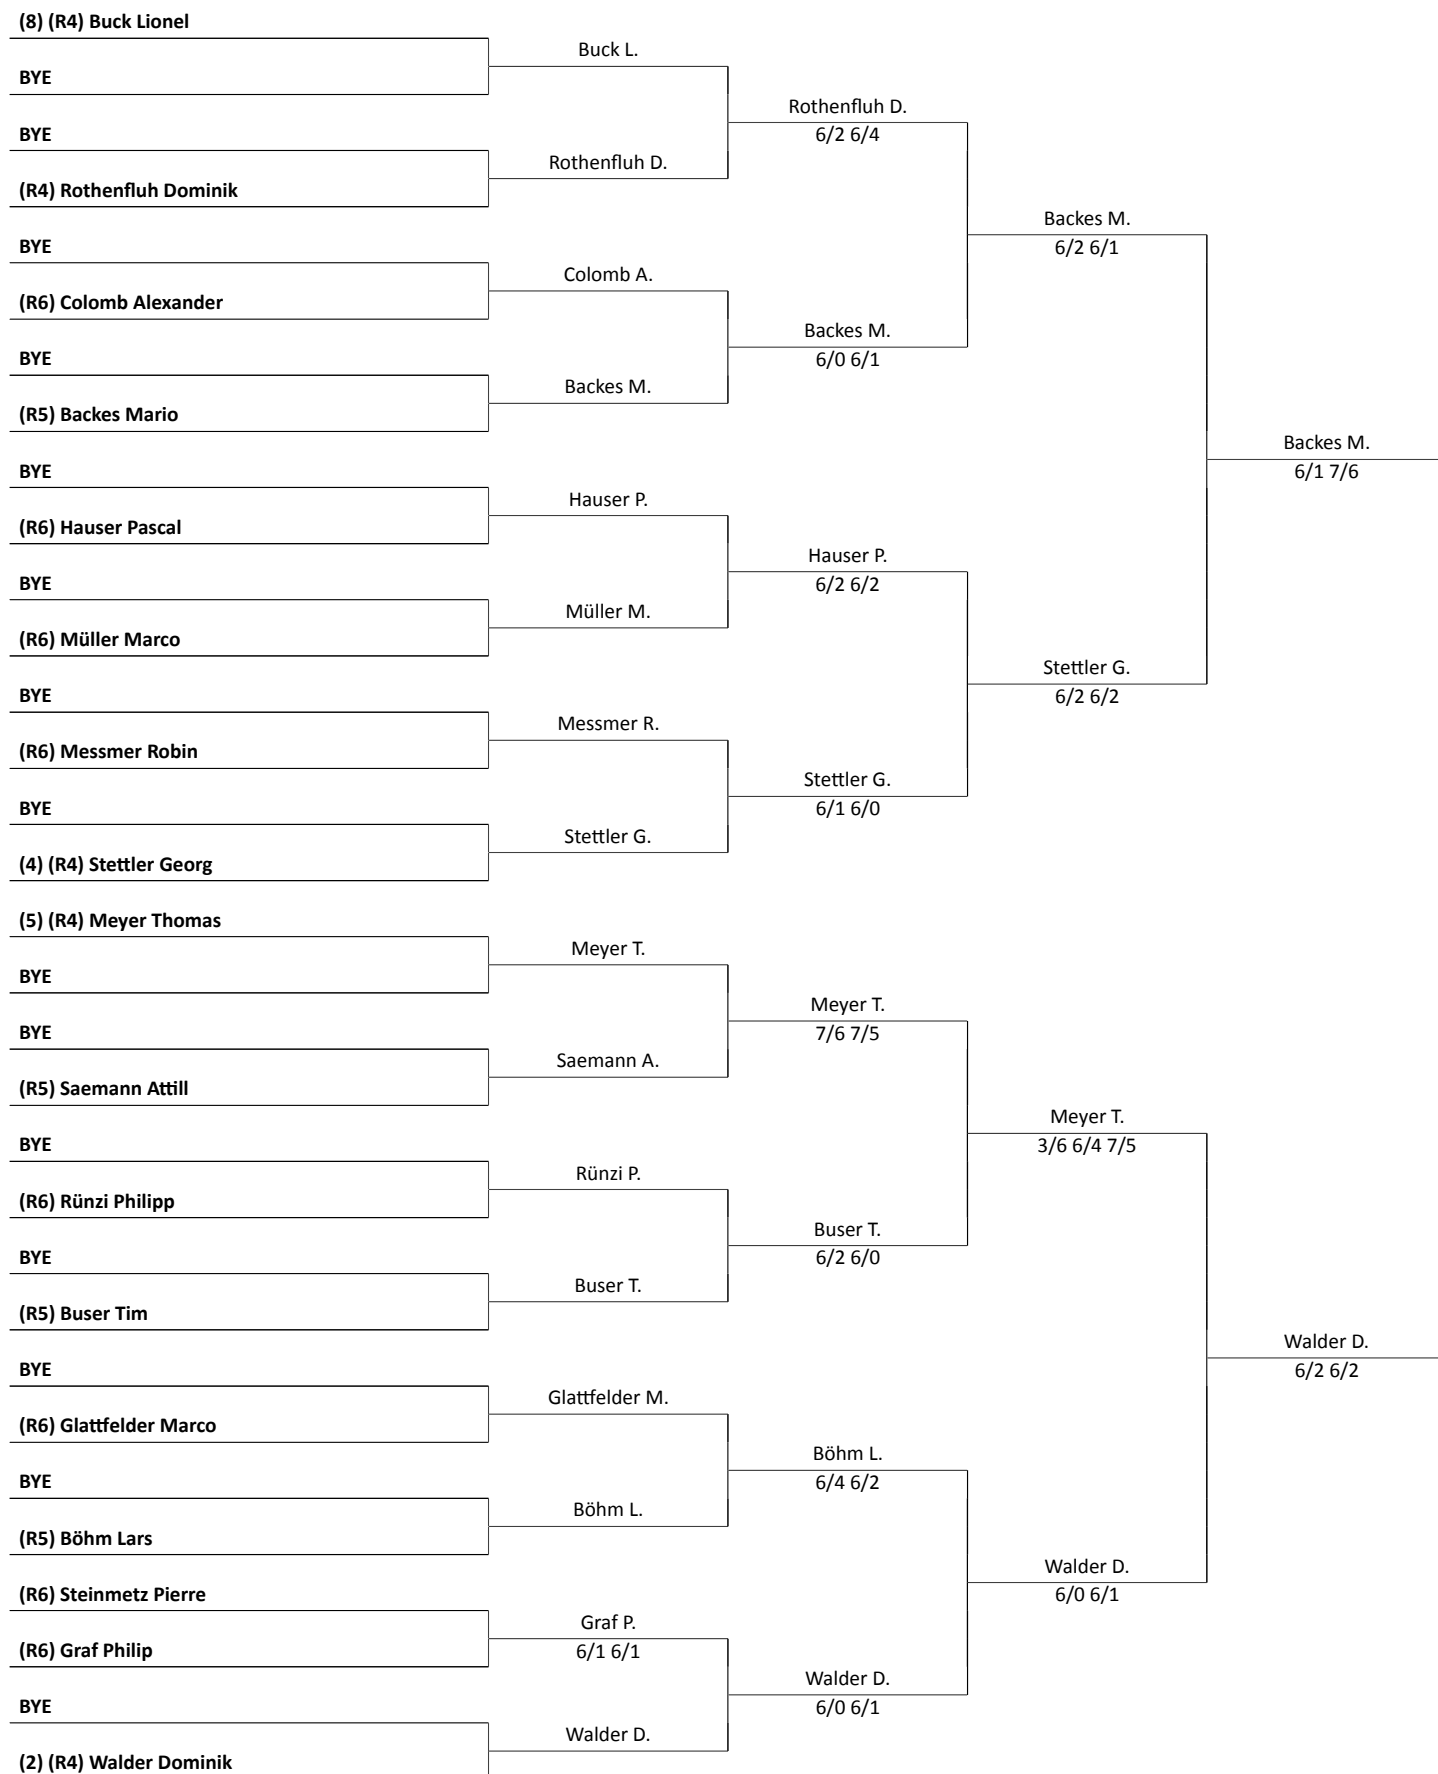 (8) (R4) Buck Lionel
BYE
BYE
(R4) Rothenfluh Dominik
BYE
(R6) Colomb Alexander
BYE
(R5) Backes Mario
BYE
(R6) Hauser Pascal
BYE
(R6) Müller Marco
BYE
(R6) Messmer Robin
BYE
(4) (R4) Stettler Georg
(5) (R4) Meyer Thomas
BYE
BYE
(R5) Saemann Attill
BYE
(R6) Rünzi Philipp
BYE
(R5) Buser Tim
BYE
(R6) Glattfelder Marco
BYE
(R5) Böhm Lars
(R6) Steinmetz Pierre
(R6) Graf Philip
BYE
(2) (R4) Walder Dominik
Buck L.
Rothenfluh D.
Colomb A.
Backes M.
Hauser P.
Müller M.
Messmer R.
Stettler G.
Meyer T.
Saemann A.
Rünzi P.
Buser T.
Glattfelder M.
Böhm L.
Graf P.
6/1 6/1
Walder D.
Rothenfluh D.
6/2 6/4
Backes M.
6/0 6/1
Hauser P.
6/2 6/2
Stettler G.
6/1 6/0
Meyer T.
7/6 7/5
Buser T.
6/2 6/0
Böhm L.
6/4 6/2
Walder D.
6/0 6/1
Backes M.
6/2 6/1
Stettler G.
6/2 6/2
Meyer T.
3/6 6/4 7/5
Walder D.
6/0 6/1
Backes M.
6/1 7/6
Walder D.
6/2 6/2